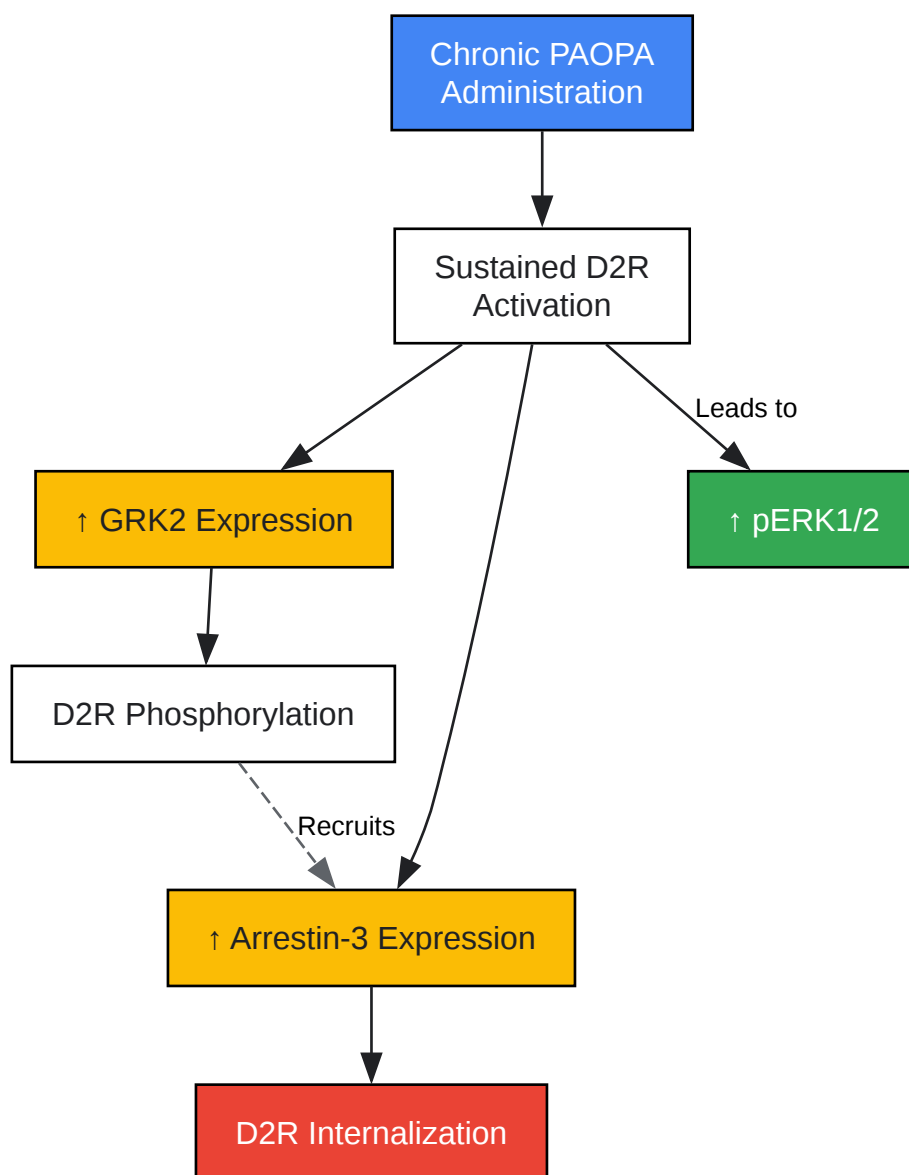 Chronic PAOPA
Administration
Sustained D2R
Activation
Leads to
↑ GRK2 Expression
↑ pERK1/2
D2R Phosphorylation
Recruits
↑ Arrestin-3 Expression
D2R Internalization